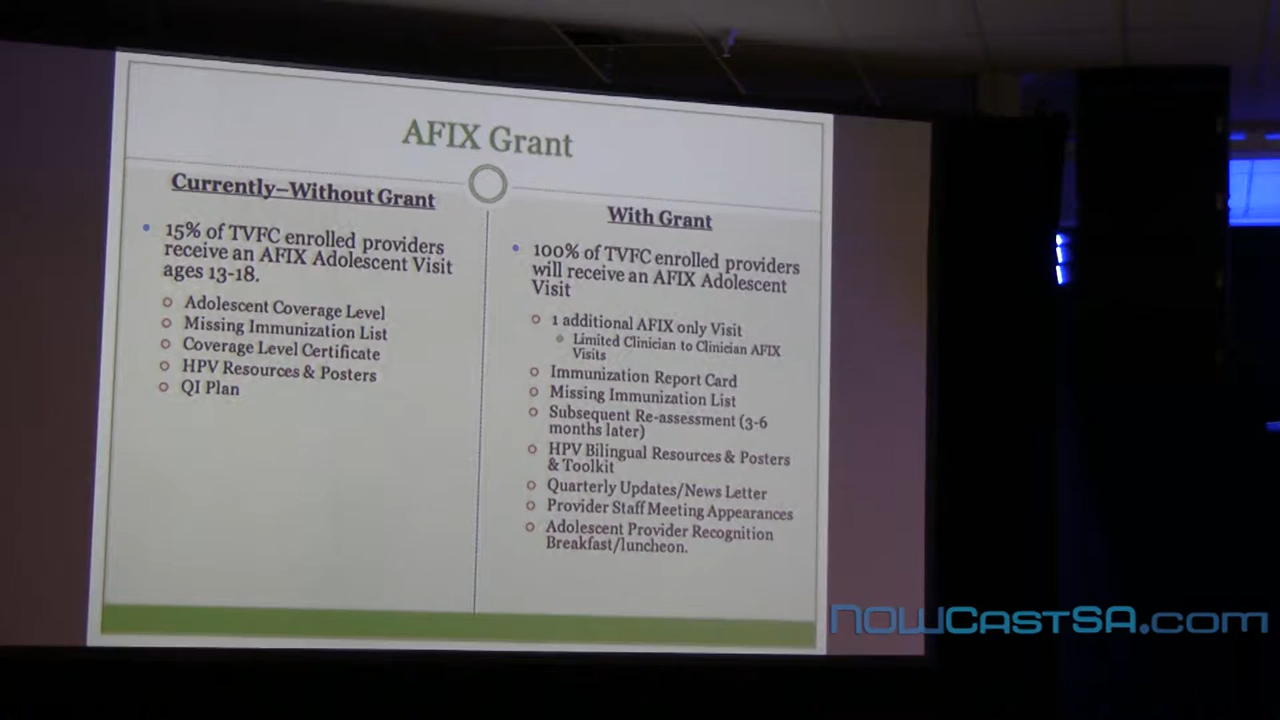 AFIX Grant
Currently–Without Grant
15% of TVFC enrolled providers
receive an AFIX Adolescent Visit
ages 13-18.
Adolescent Coverage Level
Missing Immunization List
Coverage Level Certificate
HPV Resources & Posters
QI Plan
With Grant
100% of TVFC enrolled providers
will receive an AFIX Adolescent
Visit
1 additional AFIX only Visit
Limited Clinician to Clinician AFIX
Visits
Immunization Report Card
Missing Immunization List
Subsequent Re-assessment (3-6
months later)
HPV Bilingual Resources & Posters
& Toolkit
Quarterly Updates/News Letter
Provider Staff Meeting Appearances
Adolescent Provider Recognition
Breakfast/luncheon.
NOWCASTSA.com